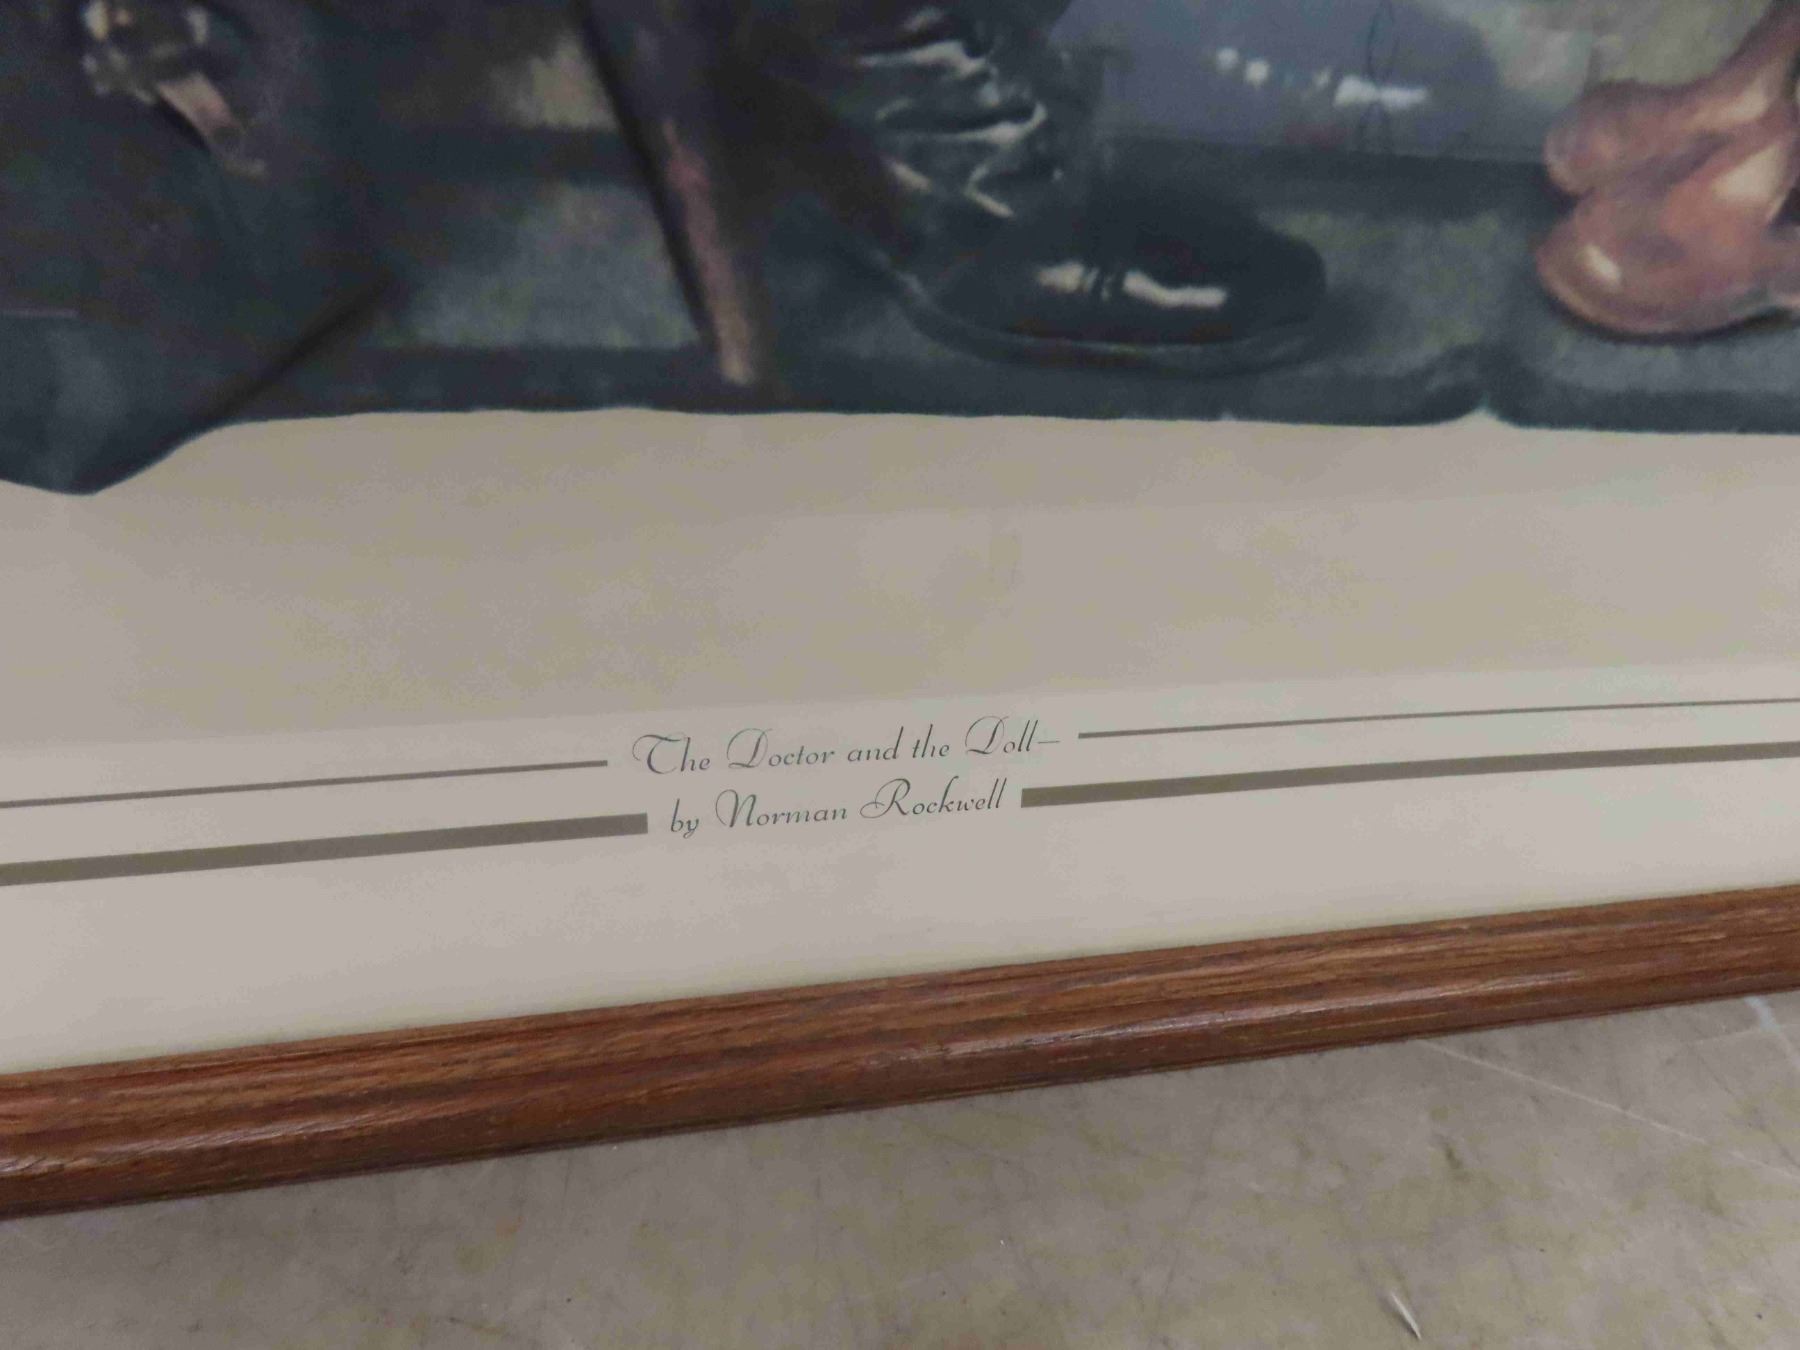 The Doctor and the Doll—
by Norman Rockwell